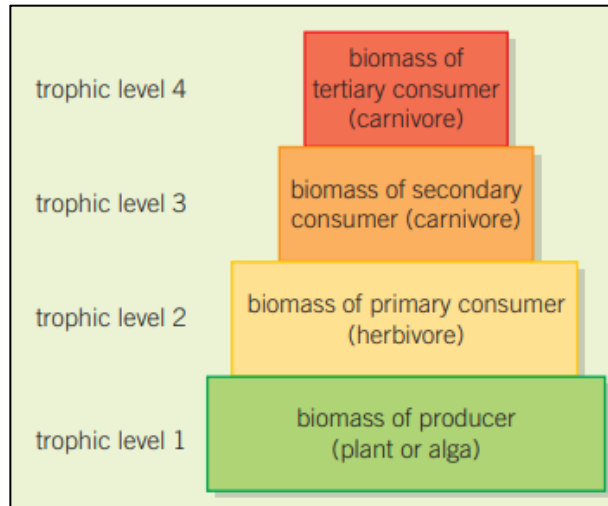 trophic level 4
biomass of
tertiary consumer
(carnivore)
trophic level 3
biomass of secondary
consumer (carnivore)
trophic level 2
biomass of primary consumer
(herbivore)
trophic level 1
biomass of producer
(plant or alga)